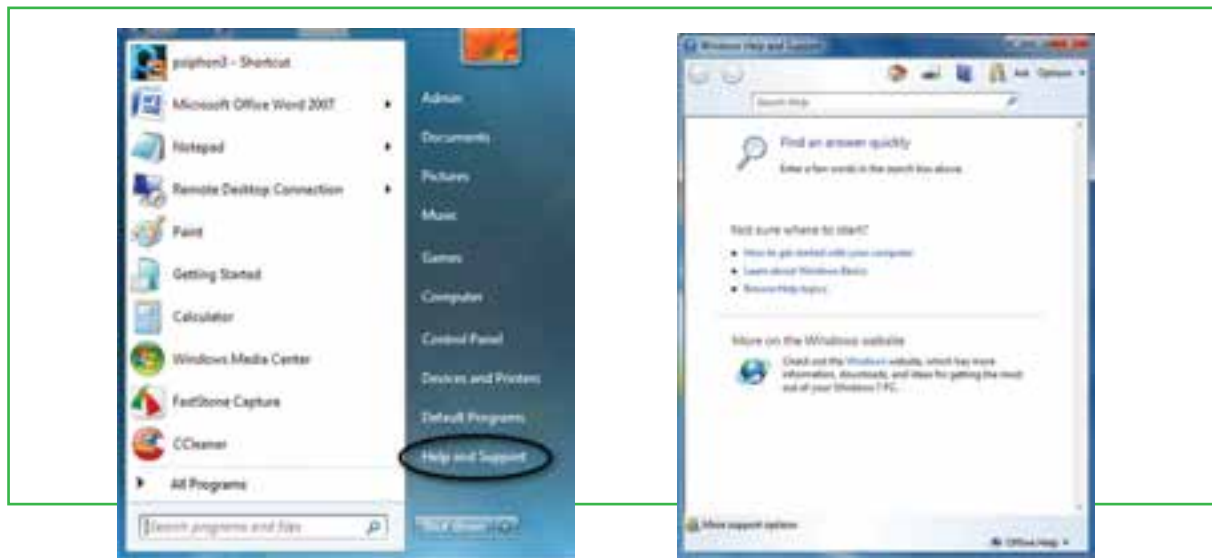 psiphon3 - Shortcut
Microsoft Office Word 2007
Notepad
Remote Desktop Connection
Paint
Getting Started
Calculator
Windows Media Center
FastStone Capture
CCleaner
All Programs
Search programs and files
Admin
Documents
Pictures
Music
Games
Computer
Control Panel
Devices and Printers
Default Programs
Help and Support
Shut down
Windows Help and Support
Ask Options
Search Help
Find an answer quickly
Enter a few words in the search box above.
Not sure where to start?
How to get started with your computer
Learn about Windows Basics
Browse Help topics
More on the Windows website
Check out the Windows website, which has more
information, downloads, and ideas for getting the most
out of your Windows 7 PC.
More support options
Offline Help